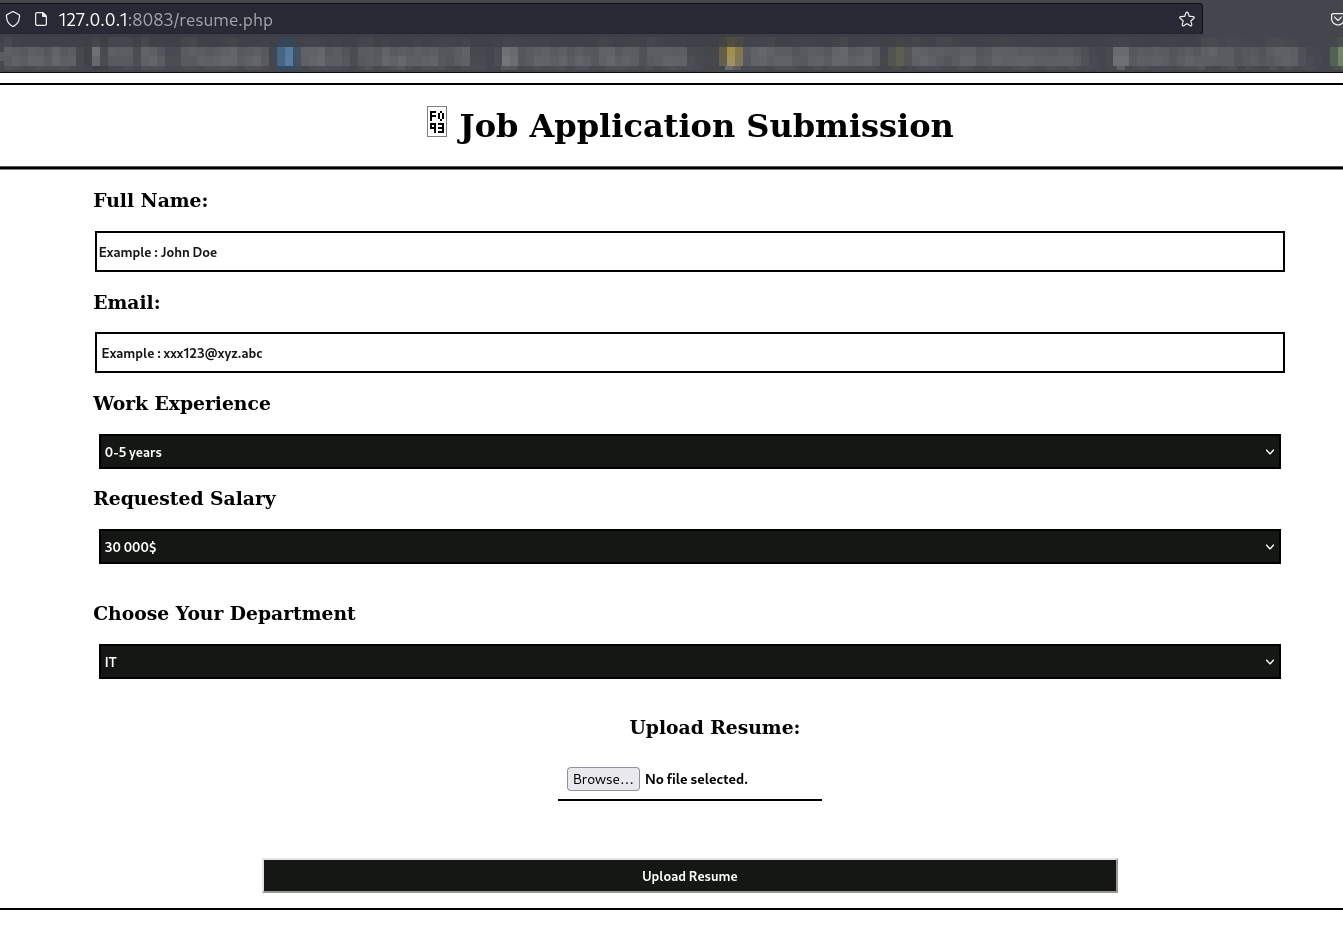 127.0.0.1:8083/resume.php
Job Application Submission
Full Name:
Example : John Doe
Email:
Example : xxx123@xyz.abc
Work Experience
0-5 years
Requested Salary
30 000$
Choose Your Department
IT
Upload Resume:
Browse... No file selected.
Upload Resume